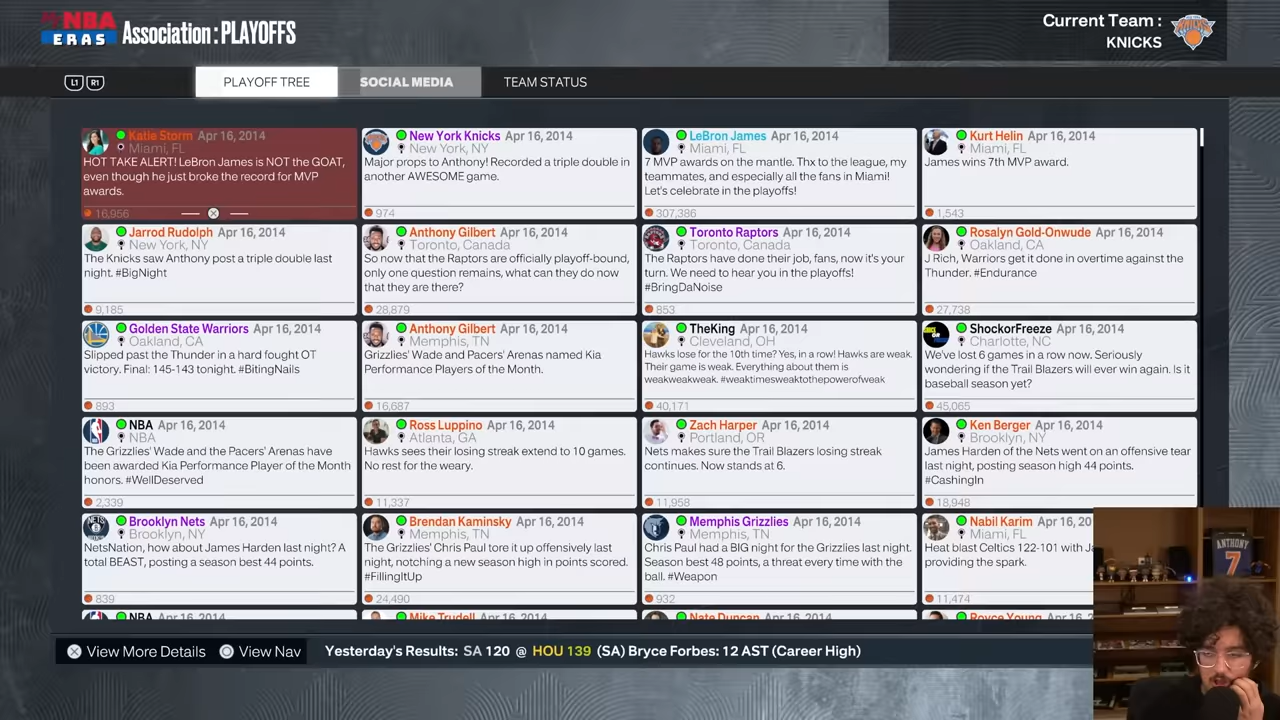 NBA
ERAS
Association: PLAYOFFS
Current Team :
KNICKS
KNICKS
L1 R1
PLAYOFF TREE
SOCIAL MEDIA
TEAM STATUS
Katie Storm Apr 16, 2014
Miami, FL
HOT TAKE ALERT! LeBron James is NOT the GOAT,
even though he just broke the record for MVP
awards.
16,956
New York Knicks Apr 16, 2014
New York, NY
Major props to Anthony! Recorded a triple double in
another AWESOME game.
974
LeBron James Apr 16, 2014
Miami, FL
7 MVP awards on the mantle. Thx to the league, my
teammates, and especially all the fans in Miami!
Let's celebrate in the playoffs!
307,386
Kurt Helin Apr 16, 2014
Miami, FL
James wins 7th MVP award.
1,543
Jarrod Rudolph Apr 16, 2014
New York, NY
The Knicks saw Anthony post a triple double last
night. #BigNight
9,185
Anthony Gilbert Apr 16, 2014
Toronto, Canada
So now that the Raptors are officially playoff-bound,
only one question remains, what can they do now
that they are there?
28,879
Toronto Raptors Apr 16, 2014
Toronto, Canada
The Raptors have done their job, fans, now it's your
turn. We need to hear you in the playoffs!
#BringDaNoise
853
Rosalyn Gold-Onwude Apr 16, 2014
Oakland, CA
J Rich, Warriors get it done in overtime against the
Thunder. #Endurance
27,738
Golden State Warriors Apr 16, 2014
Oakland, CA
Slipped past the Thunder in a hard fought OT
victory. Final: 145-143 tonight. #BitingNails
893
Anthony Gilbert Apr 16, 2014
Memphis, TN
Grizzlies' Wade and Pacers' Arenas named Kia
Performance Players of the Month.
16,687
TheKing Apr 16, 2014
Cleveland, OH
Hawks lose for the 10th time? Yes, in a row! Hawks are weak.
Their game is weak. Everything about them is
weakweakweak. #weaktimesweaktothepowerofweak
40,171
ShockorFreeze Apr 16, 2014
Charlotte, NC
We've lost 6 games in a row now. Seriously
wondering if the Trail Blazers will ever win again. Is it
baseball season yet?
45,065
NBA Apr 16, 2014
NBA
The Grizzlies' Wade and the Pacers' Arenas have
been awarded Kia Performance Player of the Month
honors. #WellDeserved
2,339
Ross Luppino Apr 16, 2014
Atlanta, GA
Hawks sees their losing streak extend to 10 games.
No rest for the weary.
11,337
Zach Harper Apr 16, 2014
Portland, OR
Nets makes sure the Trail Blazers losing streak
continues. Now stands at 6.
11,958
Ken Berger Apr 16, 2014
Brooklyn, NY
James Harden of the Nets went on an offensive tear
last night, posting season high 44 points.
#CashingIn
18,948
Brooklyn Nets Apr 16, 2014
Brooklyn, NY
NetsNation, how about James Harden last night? A
total BEAST, posting a season best 44 points.
839
Brendan Kaminsky Apr 16, 2014
Memphis, TN
The Grizzlies' Chris Paul tore it up offensively last
night, notching a new season high in points scored.
#FillingItUp
24,490
Memphis Grizzlies Apr 16, 2014
Memphis, TN
Chris Paul had a BIG night for the Grizzlies last night.
Season best 48 points, a threat every time with the
ball. #Weapon
932
Nabil Karim Apr 16, 20
Miami, FL
Heat blast Celtics 122-101 with Ja
providing the spark.
11,474
NBA Apr 16, 2014
Mike Trudell Apr 16, 2014
Nate Duncan Apr 16, 2014
Royce Young Apr 16, 2
ANTHONY
7
View More Details
View Nav
Yesterday's Results: SA 120 @ HOU 139 (SA) Bryce Forbes: 12 AST (Career High)